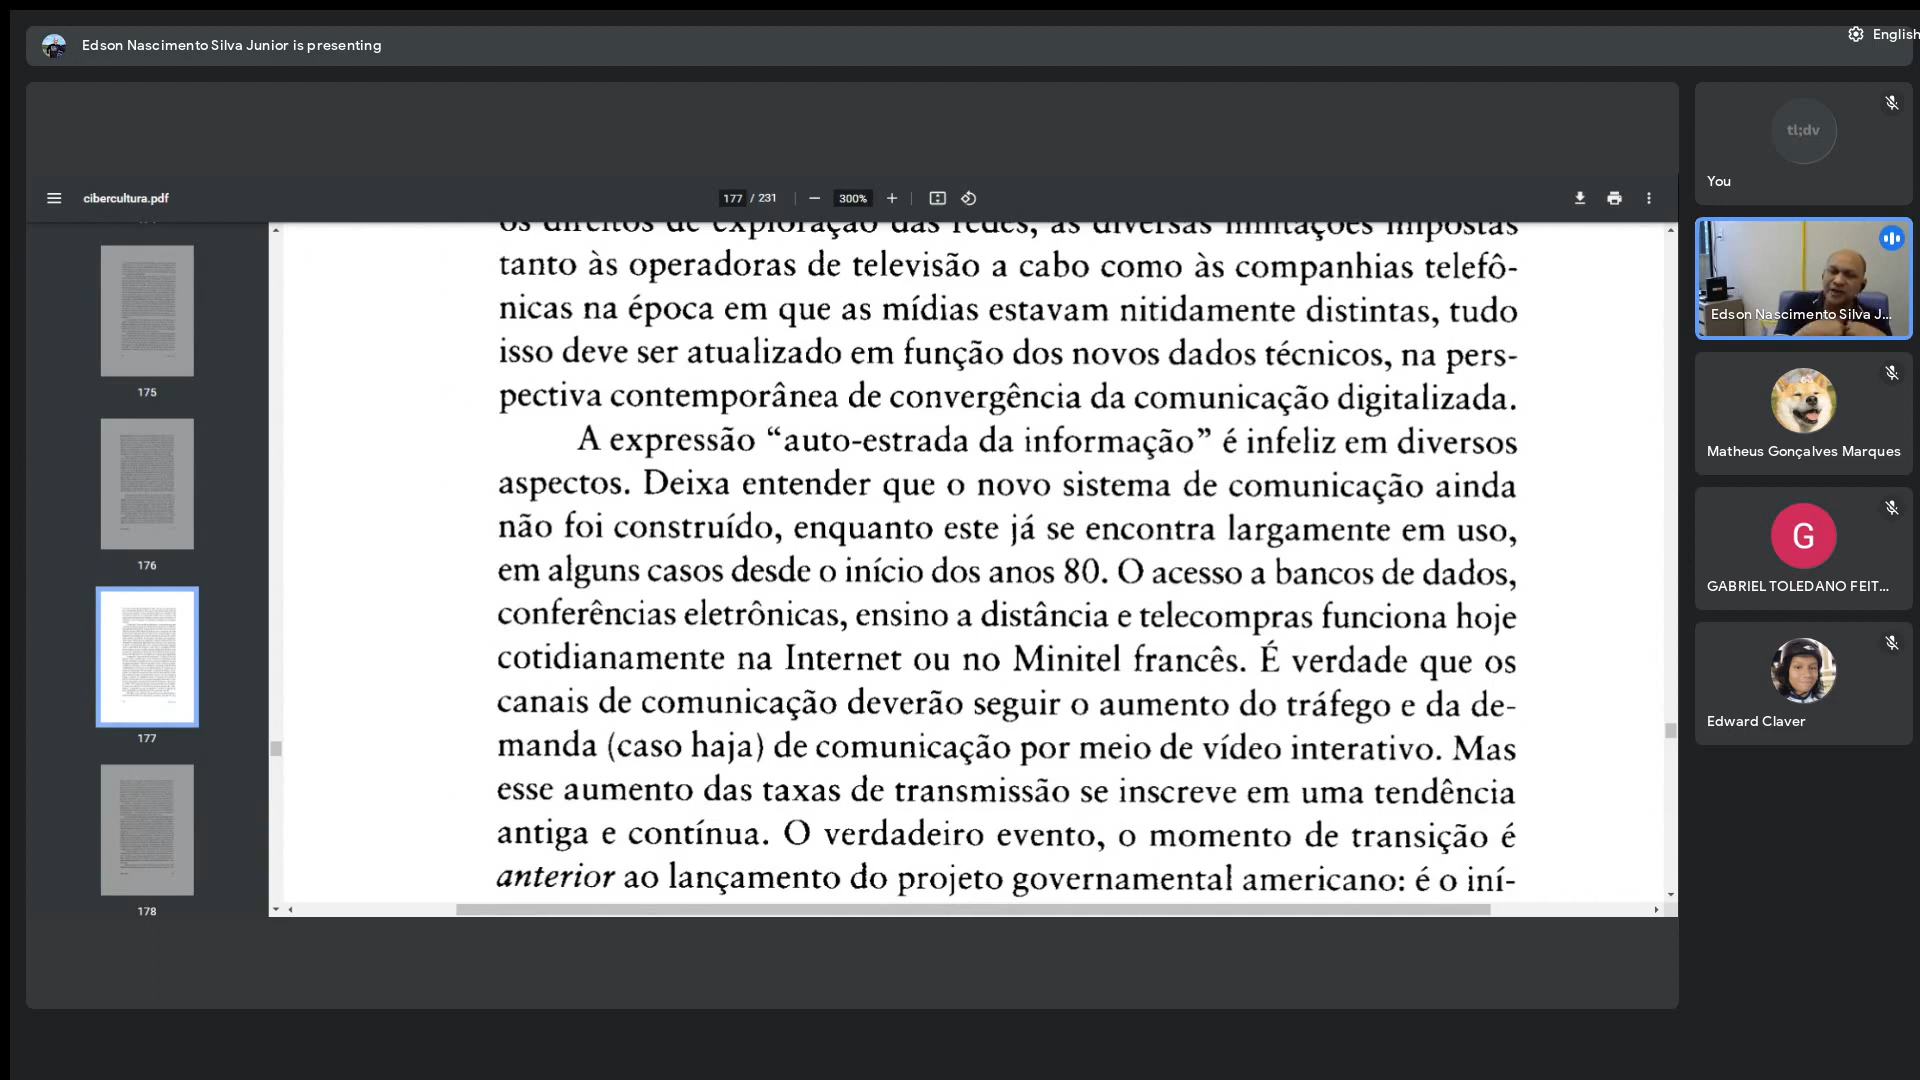 Edson Nascimento Silva Junior is presenting
English
cibercultura.pdf
177 / 231
300%
175
176
177
178
os direitos de exploração das redes, as diversas limitações impostas
tanto às operadoras de televisão a cabo como às companhias telefô-
nicas na época em que as mídias estavam nitidamente distintas, tudo
isso deve ser atualizado em função dos novos dados técnicos, na pers-
pectiva contemporânea de convergência da comunicação digitalizada.
A expressão “auto-estrada da informação” é infeliz em diversos
aspectos. Deixa entender que o novo sistema de comunicação ainda
não foi construído, enquanto este já se encontra largamente em uso,
em alguns casos desde o início dos anos 80. O acesso a bancos de dados,
conferências eletrônicas, ensino a distância e telecompras funciona hoje
cotidianamente na Internet ou no Minitel francês. É verdade que os
canais de comunicação deverão seguir o aumento do tráfego e da de-
manda (caso haja) de comunicação por meio de vídeo interativo. Mas
esse aumento das taxas de transmissão se inscreve em uma tendência
antiga e contínua. O verdadeiro evento, o momento de transição é
anterior ao lançamento do projeto governamental americano: é o iní-
tl;dv
You
Edson Nascimento Silva J...
Matheus Gonçalves Marques
G
GABRIEL TOLEDANO FEIT...
Edward Claver